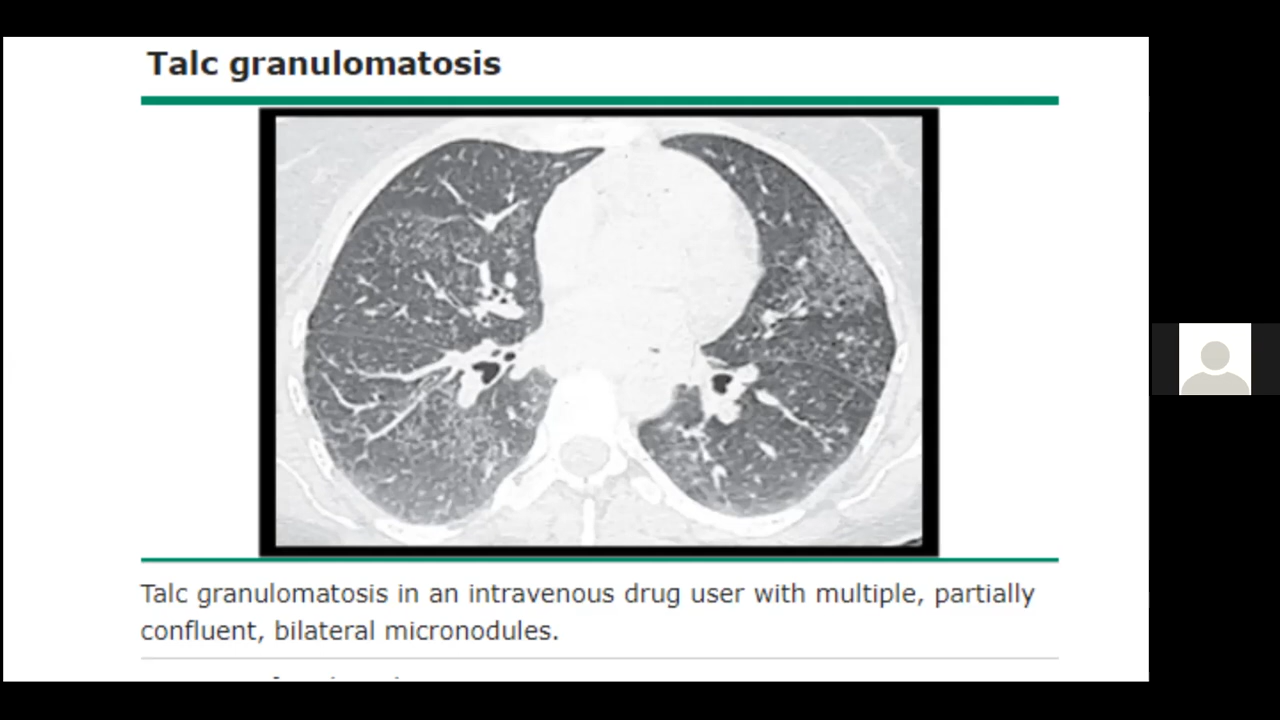 Talc granulomatosis
Talc granulomatosis in an intravenous drug user with multiple, partially
confluent, bilateral micronodules.